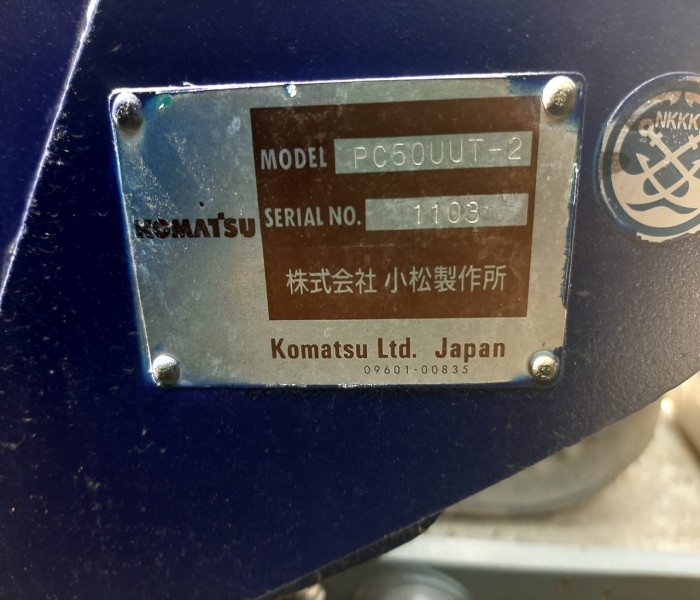 MODEL PC50UUT-2
KOMATSU SERIAL NO. 1103
株式会社 小松製作所
Komatsu Ltd. Japan
09601-00835
NKKK